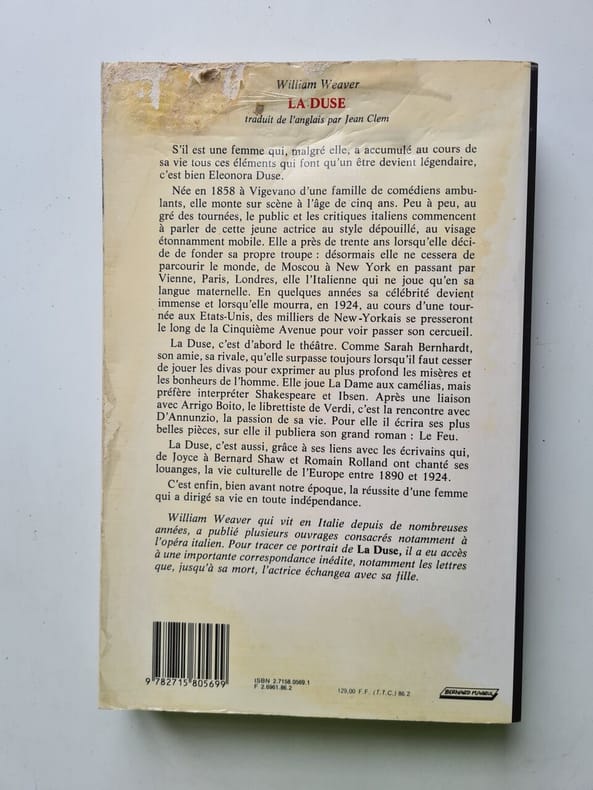 William Weaver
LA DUSE
traduit de l'anglais par Jean Clem
S'il est une femme qui, malgré elle, a accumulé au cours de
sa vie tous ces éléments qui font qu'un être devient légendaire,
c'est bien Eleonora Duse.
Née en 1858 à Vigevano d'une famille de comédiens ambu-
lants, elle monte sur scène à l'âge de cinq ans. Peu à peu, au
gré des tournées, le public et les critiques italiens commencent
à parler de cette jeune actrice au style dépouillé, au visage
étonnamment mobile. Elle a près de trente ans lorsqu'elle déci-
de de fonder sa propre troupe : désormais elle ne cessera de
parcourir le monde, de Moscou à New York en passant par
Vienne, Paris, Londres, elle l'Italienne qui ne joue qu'en sa
langue maternelle. En quelques années sa célébrité devient
immense et lorsqu'elle mourra, en 1924, au cours d'une tour-
née aux Etats-Unis, des milliers de New-Yorkais se presseront
le long de la Cinquième Avenue pour voir passer son cercueil.
La Duse, c'est d'abord le théâtre. Comme Sarah Bernhardt,
son amie, sa rivale, qu'elle surpasse toujours lorsqu'il faut cesser
de jouer les divas pour exprimer au plus profond les misères et
les bonheurs de l'homme. Elle joue La Dame aux camélias, mais
préfère interpréter Shakespeare et Ibsen. Après une liaison
avec Arrigo Boito, le librettiste de Verdi, c'est la rencontre avec
D'Annunzio, la passion de sa vie. Pour elle il écrira ses plus
belles pièces, sur elle il publiera son grand roman : Le Feu.
La Duse, c'est aussi, grâce à ses liens avec les écrivains qui,
de Joyce à Bernard Shaw et Romain Rolland ont chanté ses
louanges, la vie culturelle de l'Europe entre 1890 et 1924.
C'est enfin, bien avant notre époque, la réussite d'une femme
qui a dirigé sa vie en toute indépendance.
William Weaver qui vit en Italie depuis de nombreuses
années, a publié plusieurs ouvrages consacrés notamment à
l'opéra italien. Pour tracer ce portrait de La Duse, il a eu accès
à une importante correspondance inédite, notamment les lettres
que, jusqu'à sa mort, l'actrice échangea avec sa fille.
9 782715 805699
ISBN 2.7158.0569.1
F 2.6961.86.2
129,00 F.F. (T.T.C.) 86.2
BERNARD